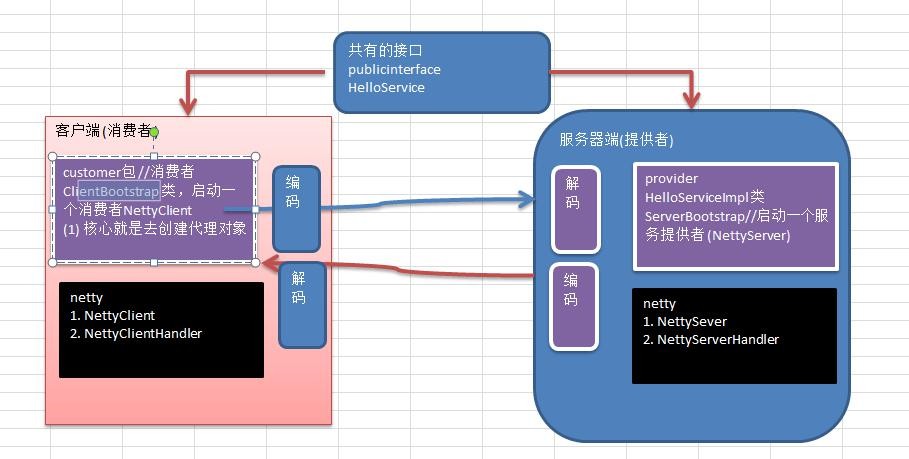 共有的接口
publicinterface
HelloService
客户端(消费者)
customer包//消费者
ClientBootstrap类，启动一
个消费者NettyClient
(1) 核心就是去创建代理对象
编
码
解
码
netty
1. NettyClient
2. NettyClientHandler
服务器端(提供者)
解
码
编
码
provider
HelloServiceImpl类
ServerBootstrap//启动一个服
务提供者 (NettyServer)
netty
1. NettySever
2. NettyServerHandler